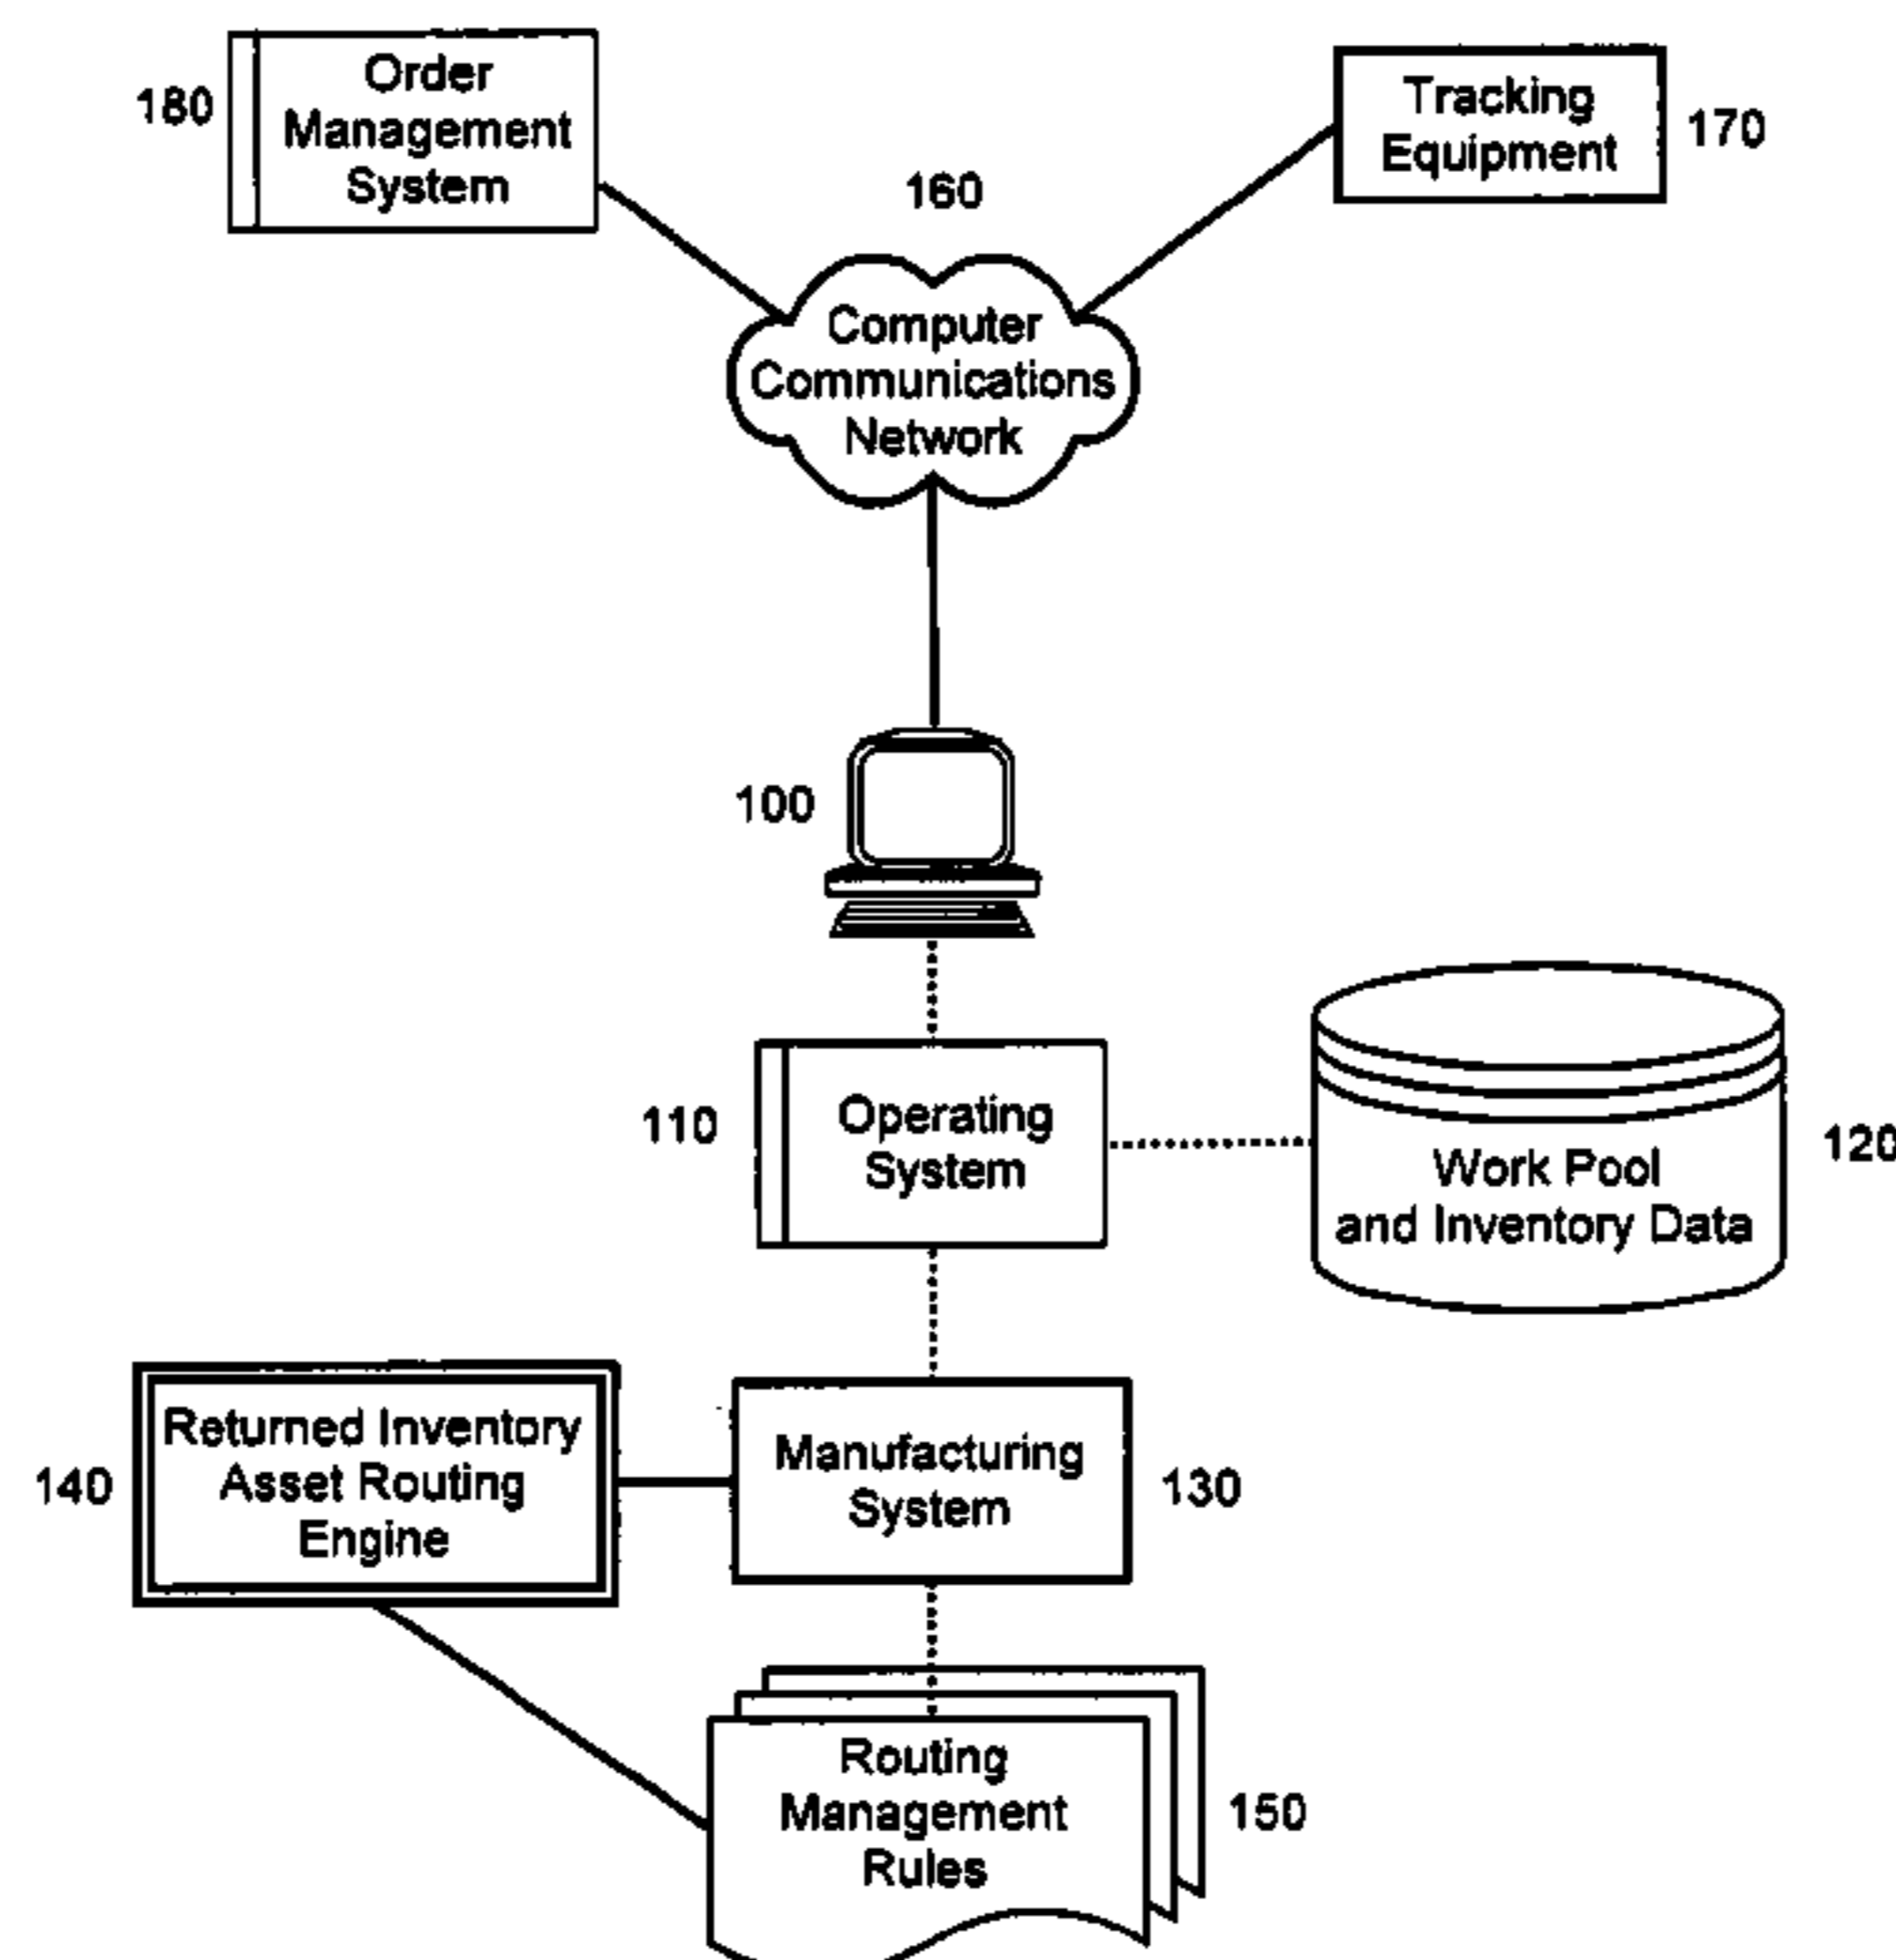 180
Order
Management
System
Tracking
Equipment
170
160
Computer
Communications
Network
100
110
Operating
System
Work Pool
and Inventory Data
120
140
Returned Inventory
Asset Routing
Engine
Manufacturing
System
130
Routing
Management
Rules
150